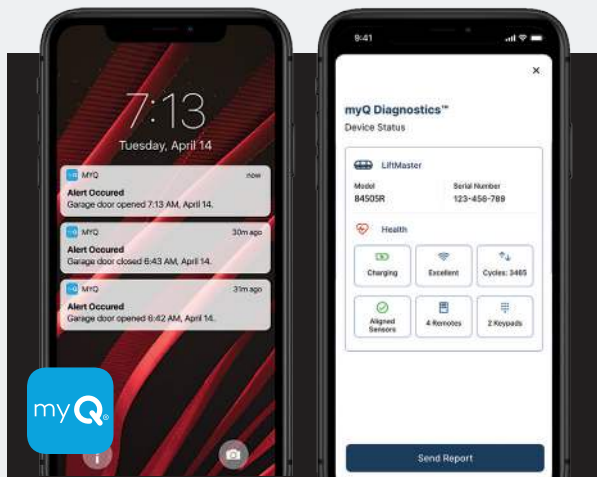 7:13
Tuesday, April 14
MYQ
now
Alert Occured
Garage door opened 7:13 AM, April 14.
MYQ
30m ago
Alert Occured
Garage door closed 6:43 AM, April 14.
MYQ
31m ago
Alert Occured
Garage door opened 6:42 AM, April 14.
myQ®
9:41
myQ Diagnostics™
Device Status
LiftMaster
Model
Serial Number
84505R
123-456-789
Health
Charging
Excellent
Cycles: 3465
Aligned
Sensors
4 Remotes
2 Keypads
Send Report